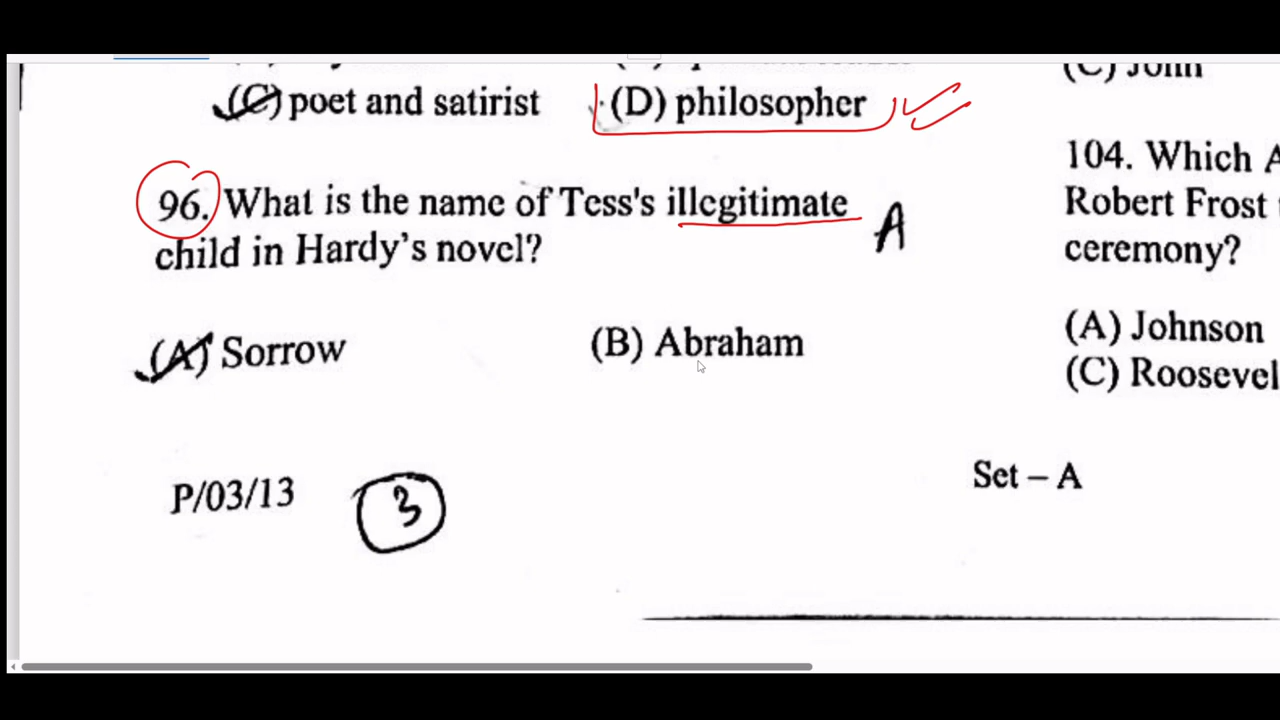 (C) poet and satirist (D) philosopher
96. What is the name of Tess's illegitimate
child in Hardy's novel?
A
(A) Sorrow (B) Abraham
P/03/13
3
(C) John
104. Which
Robert Frost
ceremony?
(A) Johnson
(C) Roosevel
Set – A